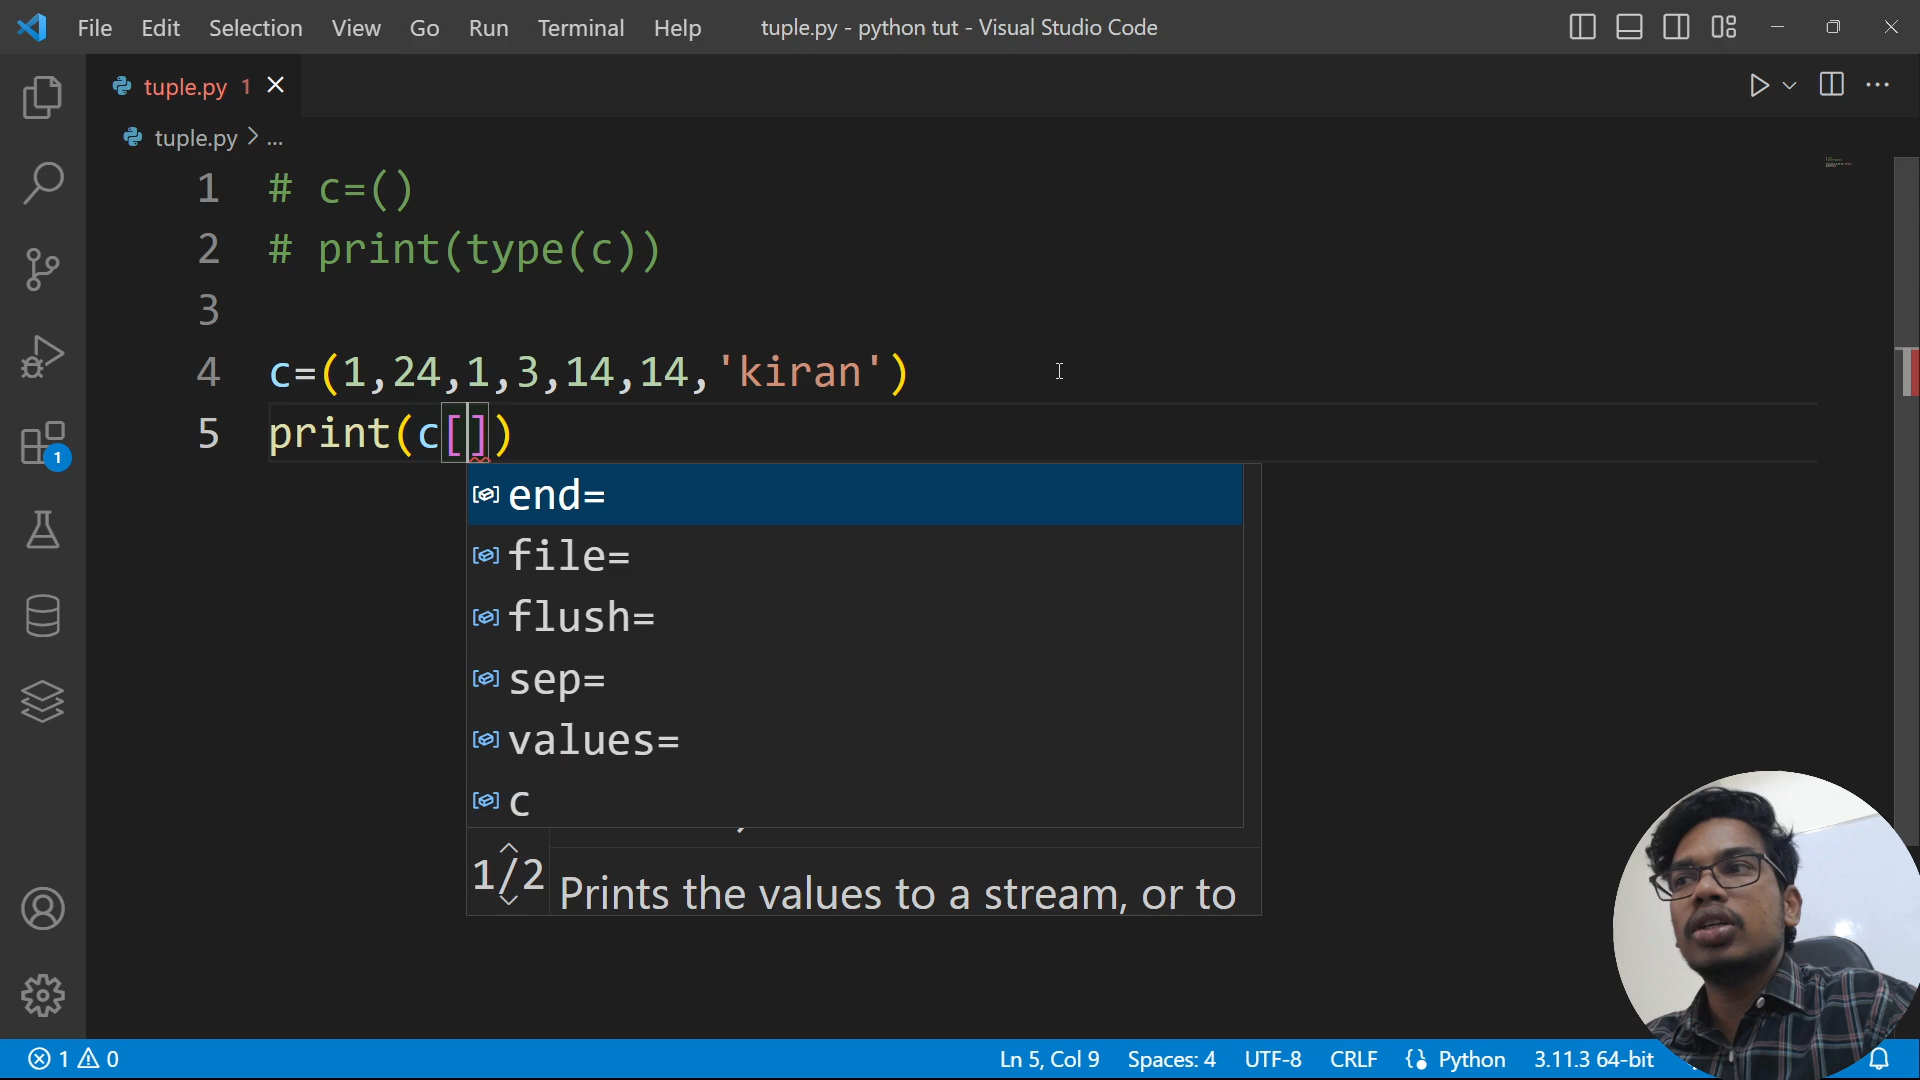 File Edit Selection View Go Run Terminal Help tuple.py - python tut - Visual Studio Code
tuple.py 1
tuple.py > ...
1 # c=()
2 # print(type(c))
3
4 c=(1,24,1,3,14,14,'kiran')
5 print(c[])
end=
file=
flush=
sep=
values=
c
1/2 Prints the values to a stream, or to
1
1 0 Ln 5, Col 9 Spaces: 4 UTF-8 CRLF Python 3.11.3 64-bit